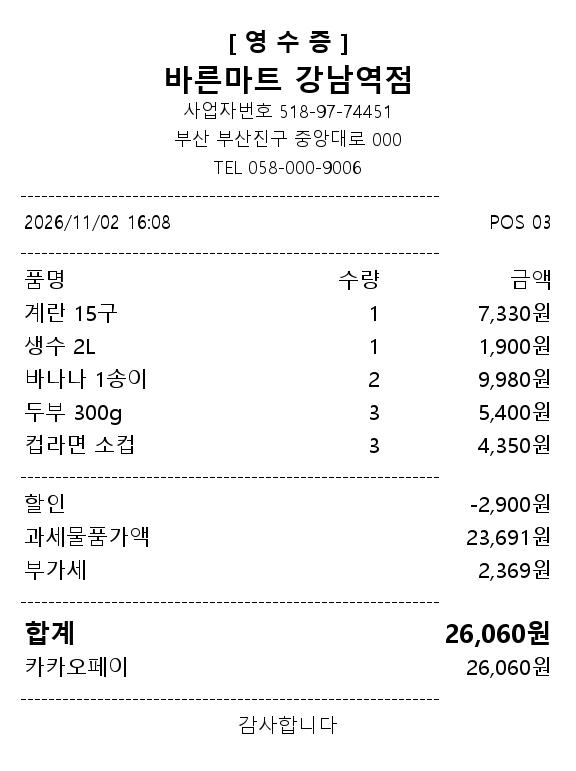 [ 영 수 증 ]
바른마트 강남역점
사업자번호 518-97-74451
부산 부산진구 중앙대로 000
TEL 058-000-9006
2026/11/02 16:08 POS 03
품명 수량 금액
계란 15구 1 7,330원
생수 2L 1 1,900원
바나나 1송이 2 9,980원
두부 300g 3 5,400원
컵라면 소컵 3 4,350원
할인 -2,900원
과세물품가액 23,691원
부가세 2,369원
합계 26,060원
카카오페이 26,060원
감사합니다